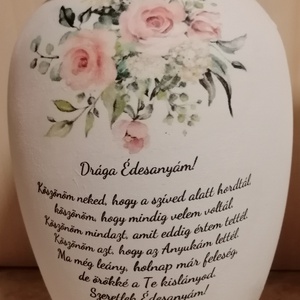 Drága Édesanyám!
Köszönöm neked, hogy a szíved alatt hordtál,
köszönöm, hogy mindig velem voltál.
Köszönöm mindazt, amit eddig értem tettél,
Köszönöm azt, hogy az Anyukám lettél.
Ma még leány, holnap már feleség,
de örökké a Te kislányod.
Szeretlek Édesanyám!